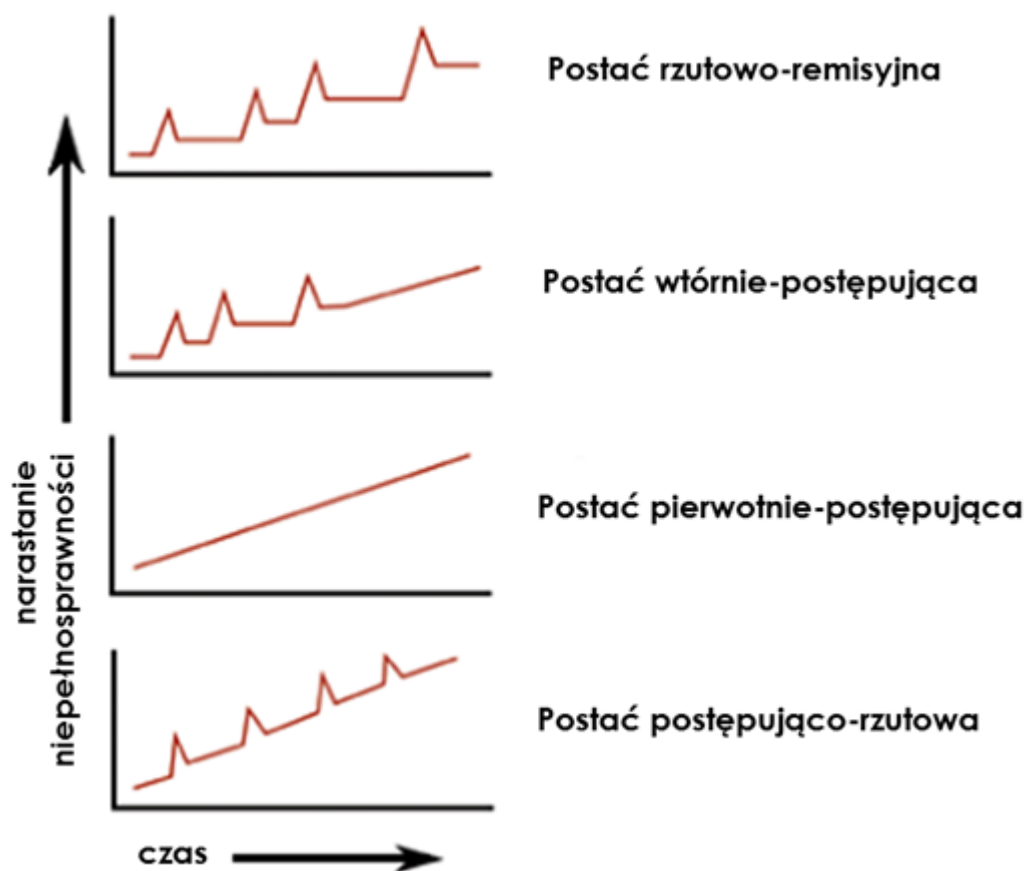 Postać rzutowo-remisyjna
Postać wtórnie-postępująca
Postać pierwotnie-postępująca
Postać postępująco-rzutowa
narastanie
niepełnosprawności
czas